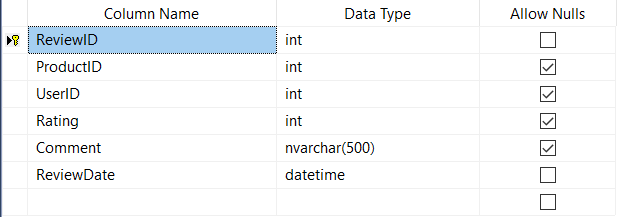 Column Name Data Type Allow Nulls
ReviewID int
ProductID int
UserID int
Rating int
Comment nvarchar(500)
ReviewDate datetime